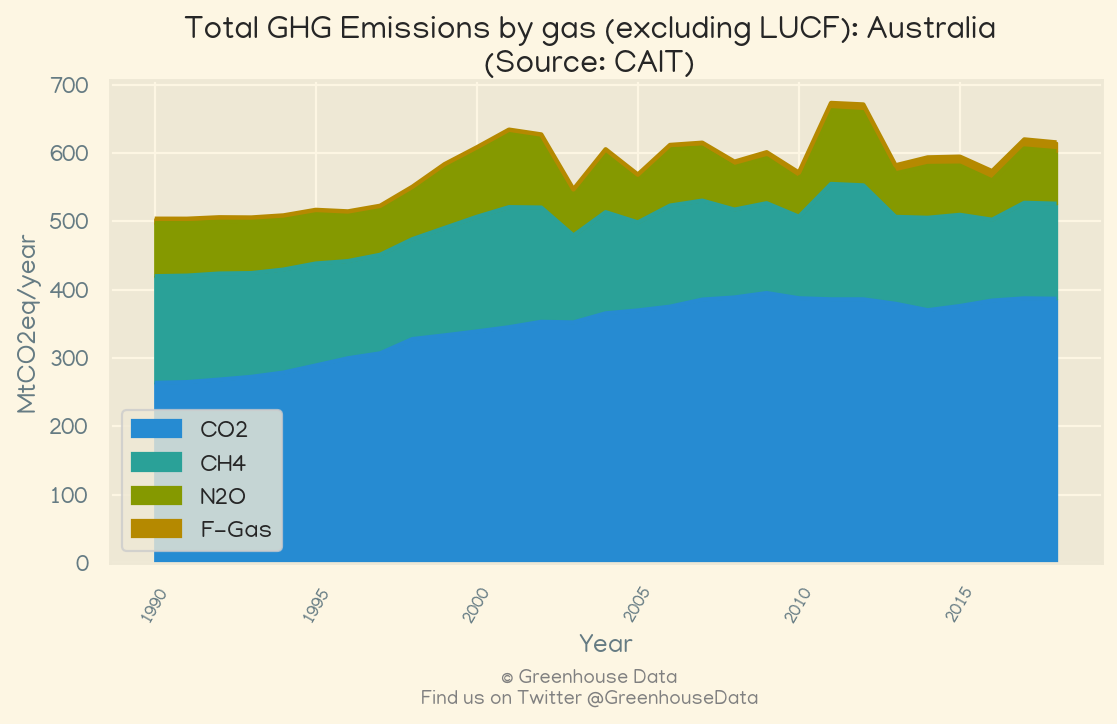 Total GHG Emissions by gas (excluding LUCF): Australia
(Source: CAIT)
700
600
500
400
300
200
100
0
MtCO2eq/year
CO2
CH4
N2O
F-Gas
1990
1995
2000
2005
2010
2015
Year
© Greenhouse Data
Find us on Twitter @GreenhouseData